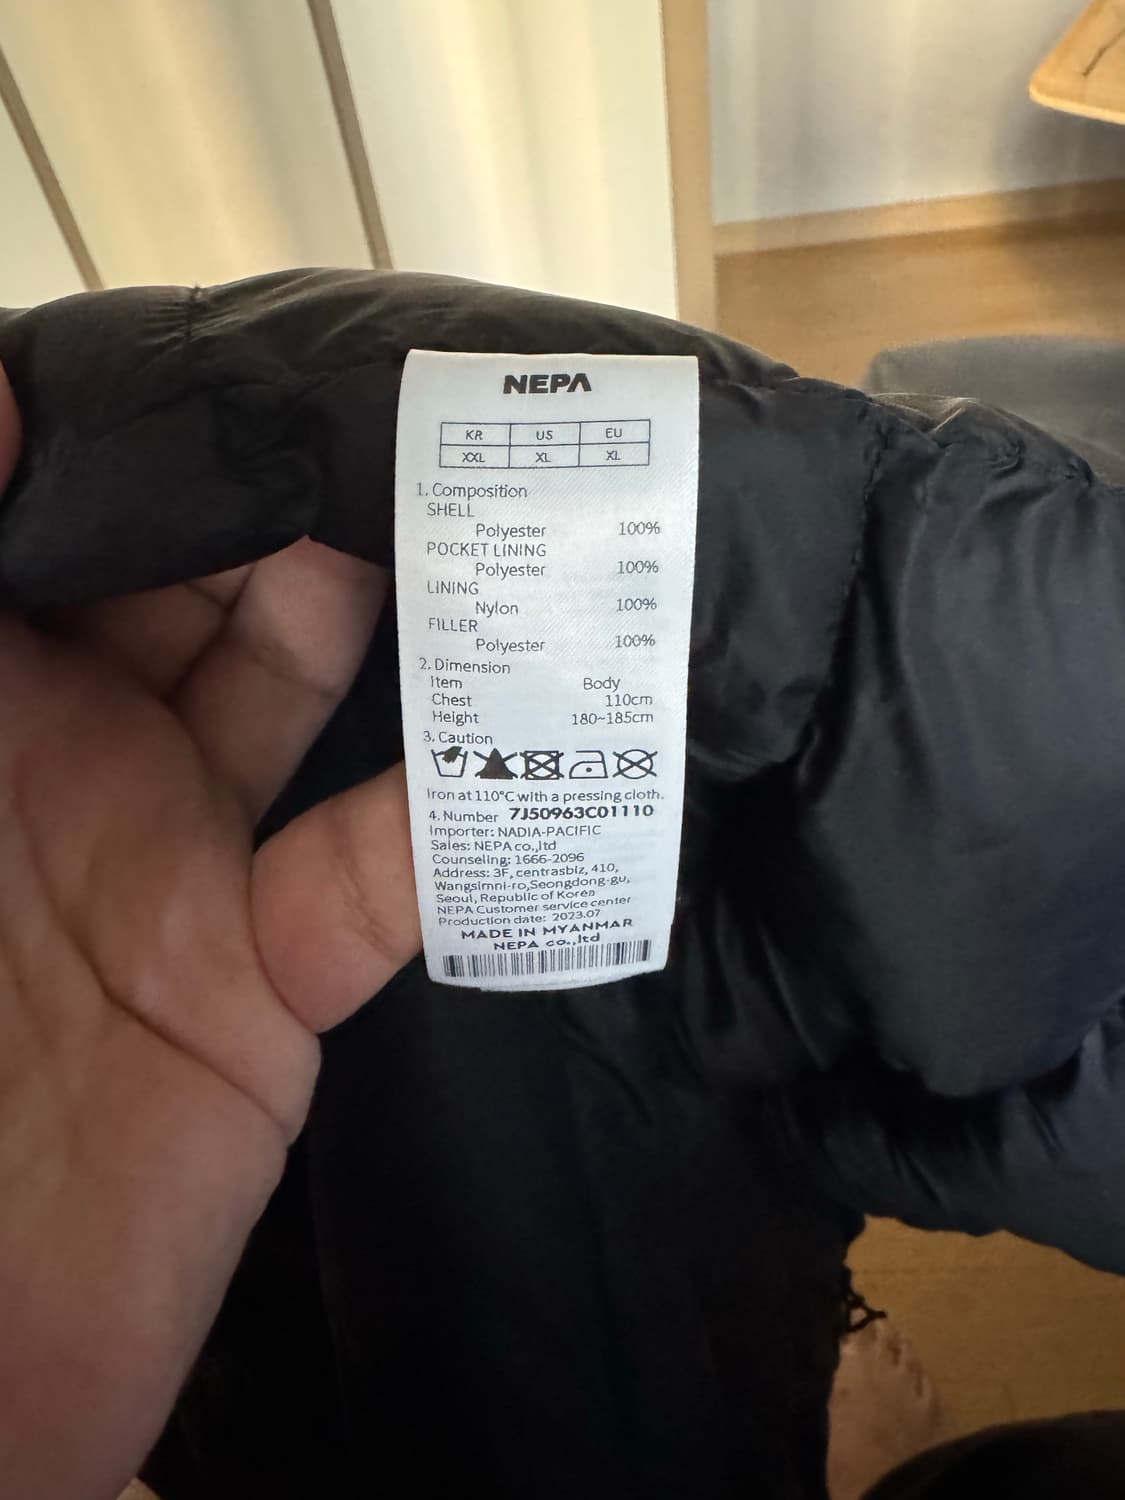 NEPA
KR US EU
XXL XL XL
1. Composition
SHELL
Polyester 100%
POCKET LINING
Polyester 100%
LINING
Nylon 100%
FILLER
Polyester 100%
2. Dimension
Item Body
Chest 110cm
Height 180~185cm
3. Caution
Iron at 110°C with a pressing cloth.
4. Number 7J50963C01110
Importer: NADIA-PACIFIC
Sales: NEPA co.,ltd
Counseling: 1666-2096
Address: 3F, centrasbiz, 410,
Wangsimni-ro,Seongdong-gu,
Seoul, Republic of Korea
NEPA Customer service center
Production date: 2023.07
MADE IN MYANMAR
NEPA co.,ltd